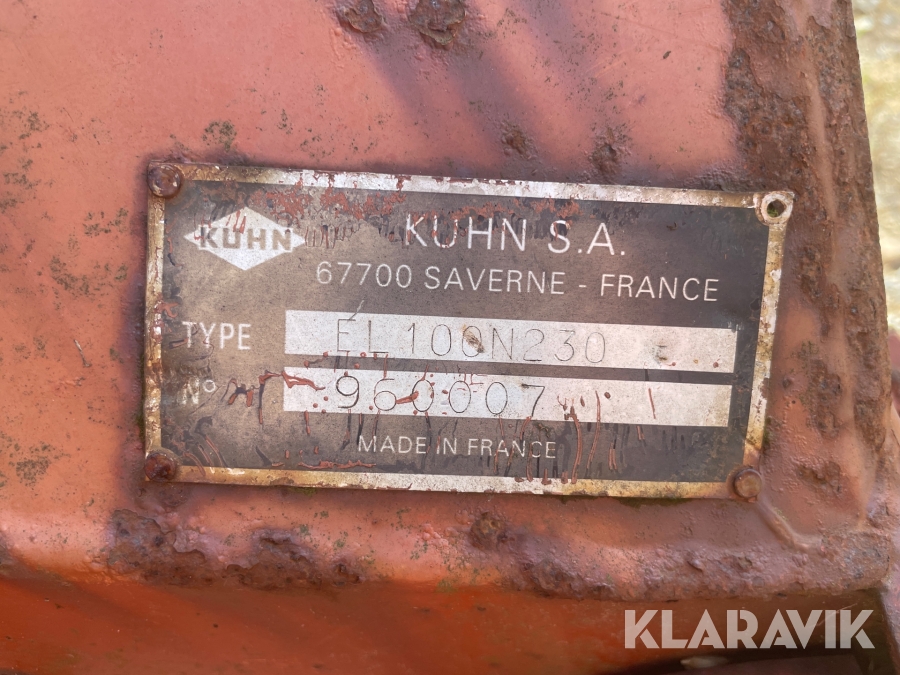 KUHN
KUHN S.A.
67700 SAVERNE - FRANCE
TYPE EL 100N230
N° 960007
MADE IN FRANCE
KLARAVIK